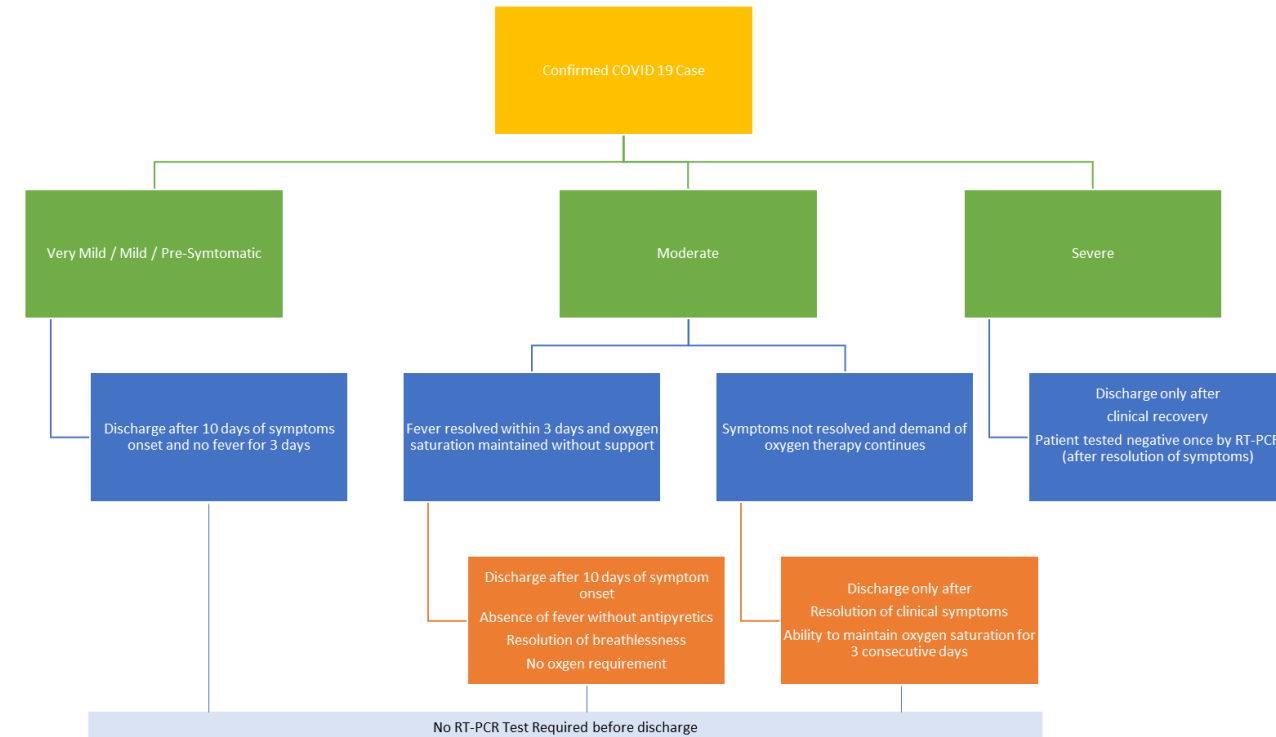 Confirmed COVID 19 Case
Very Mild / Mild / Pre-Symtomatic
Moderate
Severe
Discharge after 10 days of symptoms
onset and no fever for 3 days
Fever resolved within 3 days and oxygen
saturation maintained without support
Symptoms not resolved and demand of
oxygen therapy continues
Discharge only after
clinical recovery
Patient tested negative once by RT-PCR
(after resolution of symptoms)
Discharge after 10 days of symptom
onset
Absence of fever without antipyretics
Resolution of breathlessness
No oxgen requirement
Discharge only after
Resolution of clinical symptoms
Ability to maintain oxygen saturation for
3 consecutive days
No RT-PCR Test Required before discharge